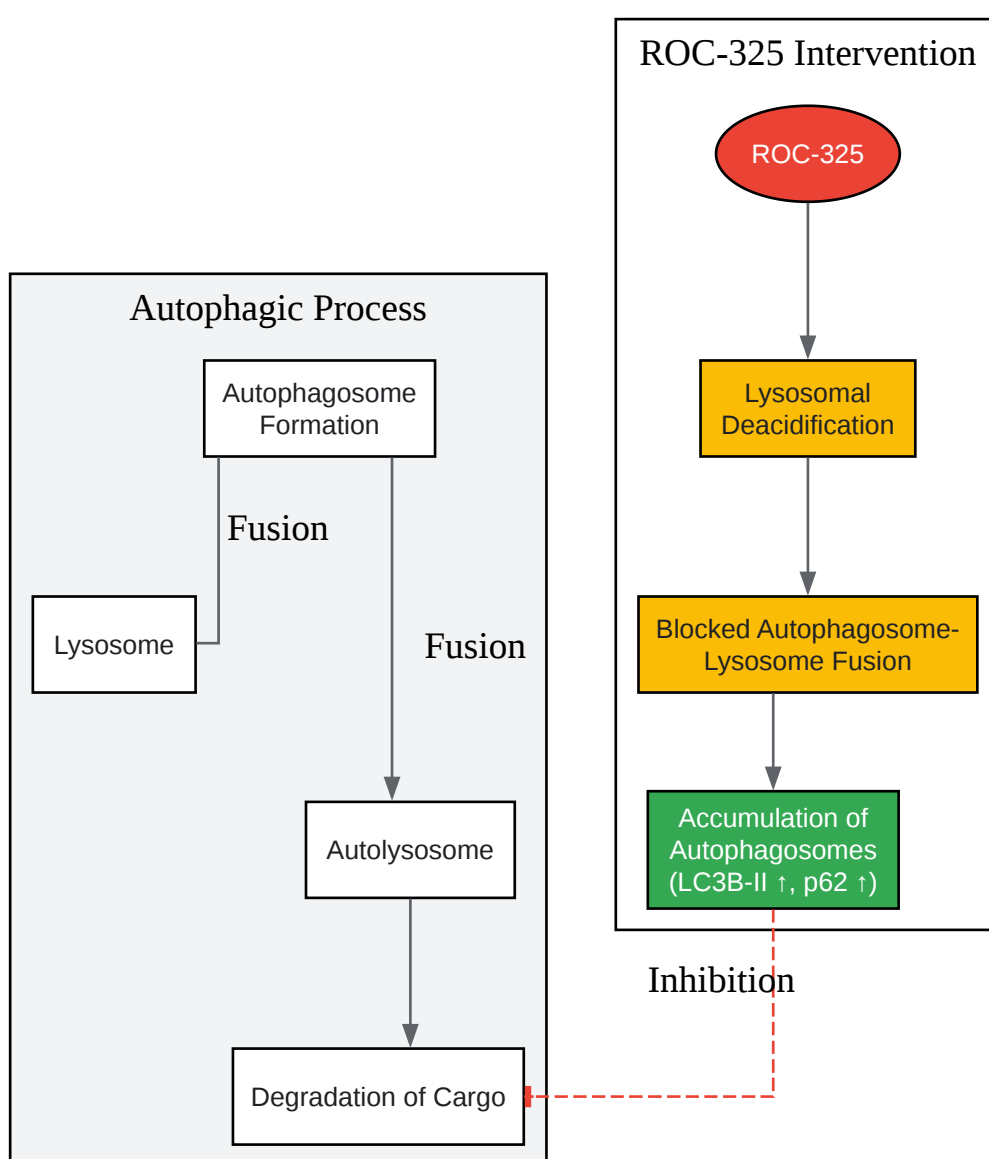 ROC-325 Intervention
ROC-325
Autophagic Process
Autophagosome
Formation
Lysosomal
Deacidification
Fusion
Lysosome
Fusion
Blocked Autophagosome-
Lysosome Fusion
Autolysosome
Accumulation of
Autophagosomes
(LC3B-II ↑, p62 ↑)
Inhibition
Degradation of Cargo